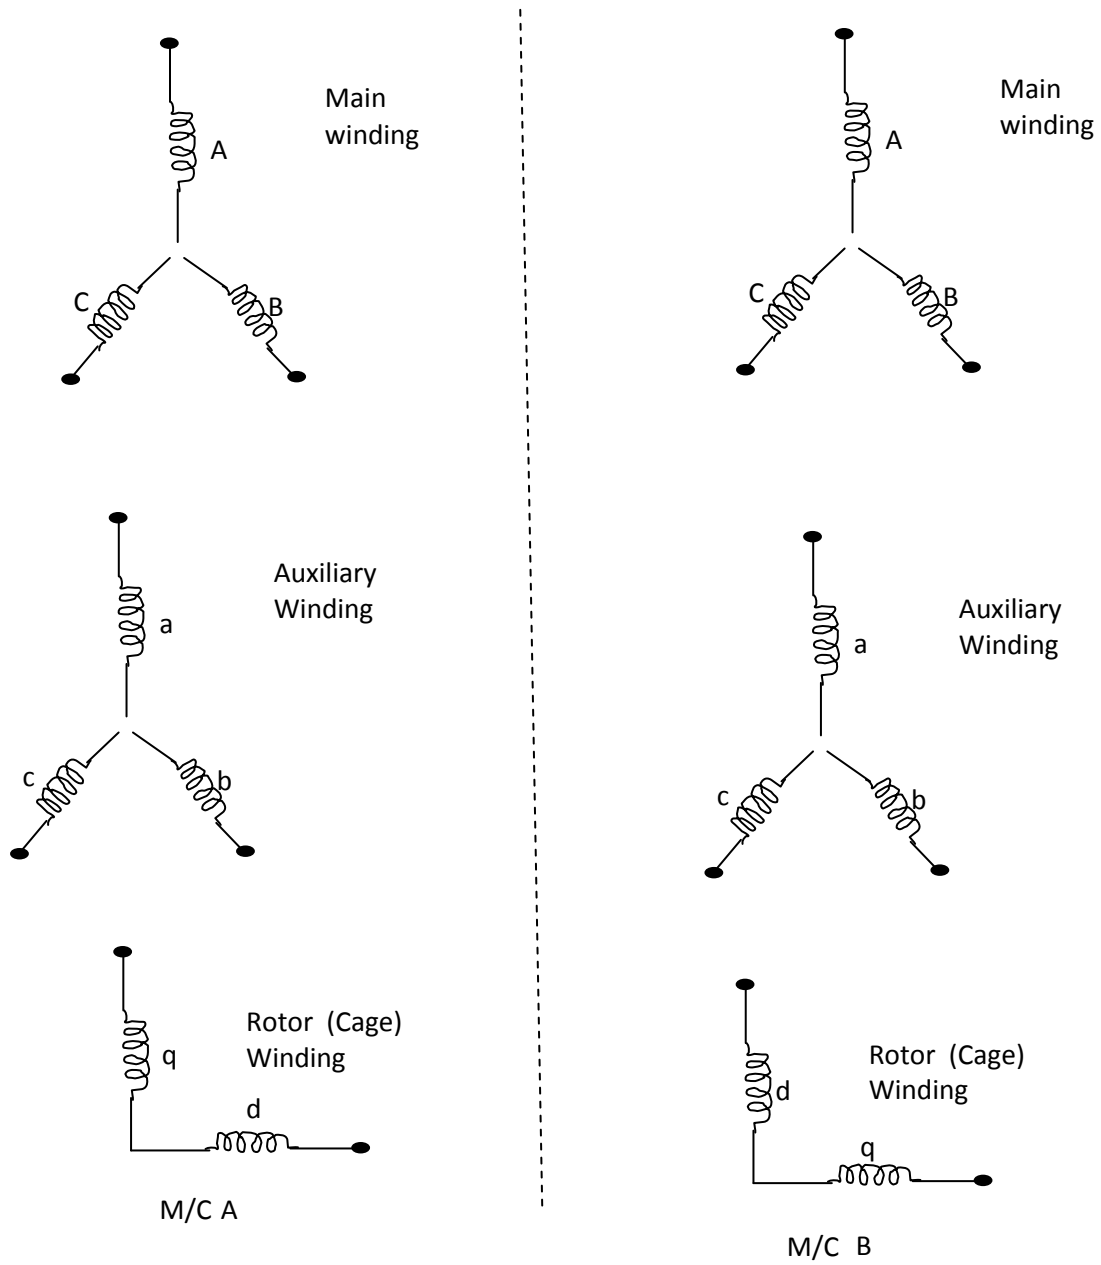 Main
winding
A
C
B
Auxiliary
Winding
a
c
b
Rotor (Cage)
Winding
q
d
M/C A
Main
winding
A
C
B
Auxiliary
Winding
a
c
b
Rotor (Cage)
Winding
d
q
M/C B